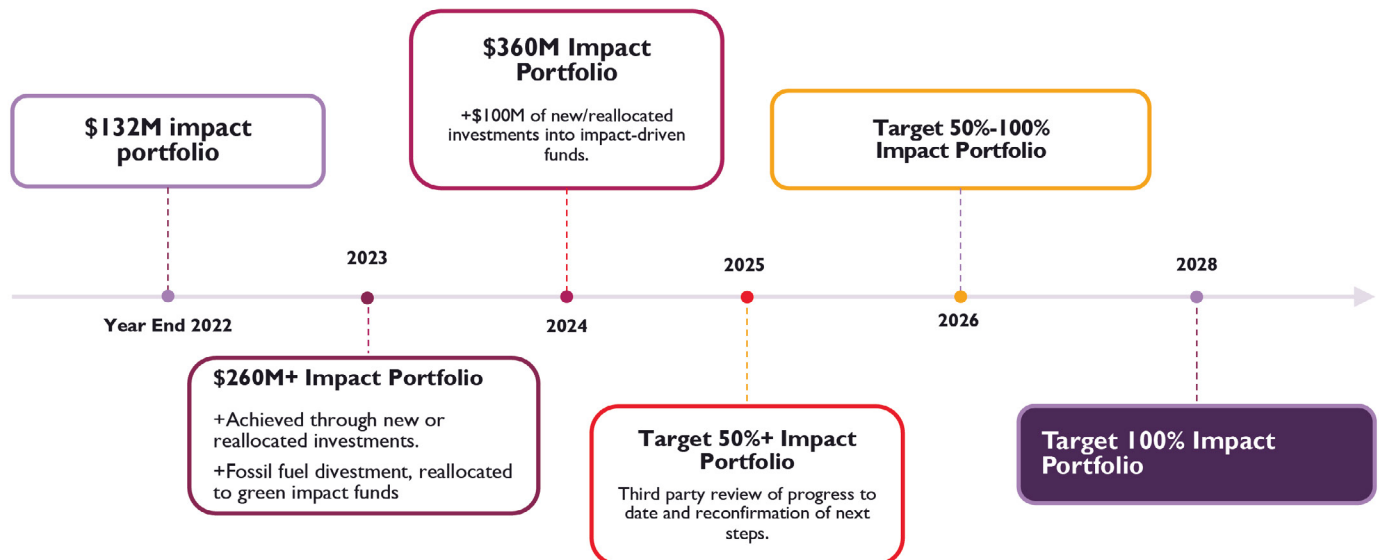 $132M impact
portfolio
Year End 2022
2023
$260M+ Impact Portfolio
+Achieved through new or
reallocated investments.
+Fossil fuel divestment, reallocated
to green impact funds
$360M Impact
Portfolio
+$100M of new/reallocated
investments into impact-driven
funds.
2024
2025
Target 50%+ Impact
Portfolio
Third party review of progress to
date and reconfirmation of next
steps.
Target 50%-100%
Impact Portfolio
2026
2028
Target 100% Impact
Portfolio